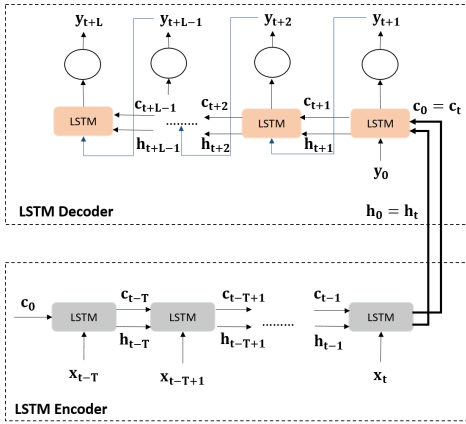 y_{t+L} y_{t+L-1} y_{t+2} y_{t+1}
c_{t+L-1} c_{t+2} c_{t+1} c_0 = c_t
LSTM ........ LSTM LSTM
h_{t+L-1} h_{t+2} h_{t+1}
y_0
LSTM Decoder h_0 = h_t
c_0 c_{t-T} c_{t-T+1} c_{t-1}
LSTM LSTM ......... LSTM
h_{t-T} h_{t-T+1} h_{t-1}
x_{t-T} x_{t-T+1} x_t
LSTM Encoder